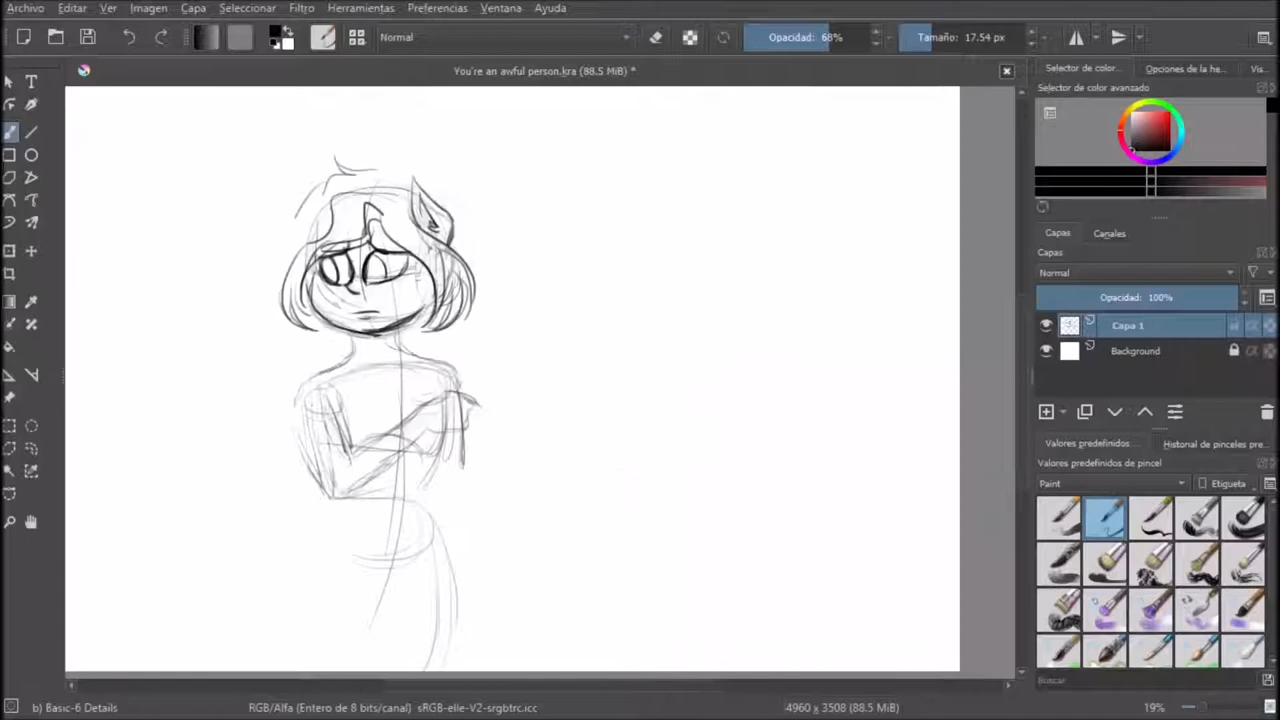 Archivo Editar Ver Imagen Capa Seleccionar Filtro Herramientas Preferencias Ventana Ayuda
Normal Opacidad: 68% Tamaño: 17.54 px
You're an awful person.kra (88.5 MiB) *
Selector de color... Opciones de la he... Vis...
Selector de color avanzado
Capas Canales
Capas
Normal
Opacidad: 100%
Capa 1
Background
Valores predefinidos... Historial de pinceles pre...
Valores predefinidos de pincel
Paint Etiqueta
Buscar
b) Basic-6 Details RGB/Alfa (Entero de 8 bits/canal) sRGB-elle-V2-srgbtrc.icc 4960 x 3508 (88.5 MiB) 19%